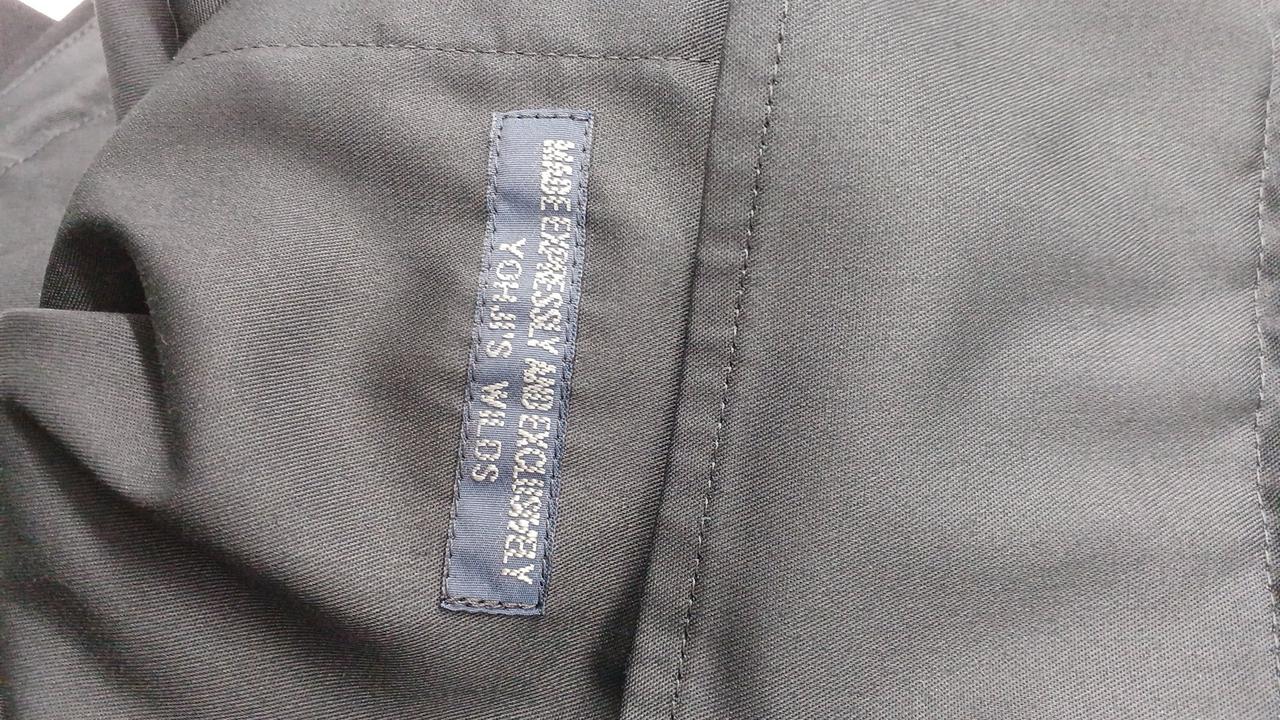 MADE EXPRESSLY AND EXCLUSIVELY
YOHJI'S WILDS